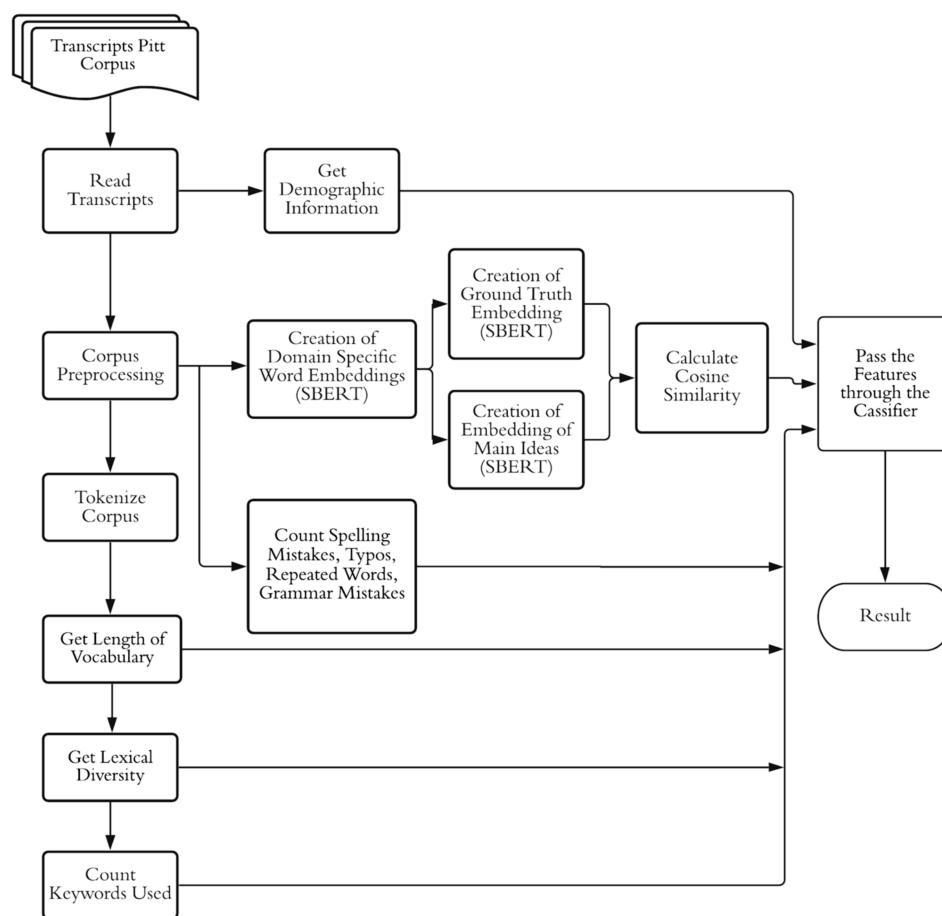 Transcripts Pitt
Corpus
Read
Transcripts
Get
Demographic
Information
Creation of
Ground Truth
Embedding
(SBERT)
Corpus
Preprocessing
Creation of
Domain Specific
Word Embeddings
(SBERT)
Calculate
Cosine
Similarity
Pass the
Features
through the
Cassifier
Creation of
Embedding of
Main Ideas
(SBERT)
Tokenize
Corpus
Count Spelling
Mistakes, Typos,
Repeated Words,
Grammar Mistakes
Result
Get Length of
Vocabulary
Get Lexical
Diversity
Count
Keywords Used